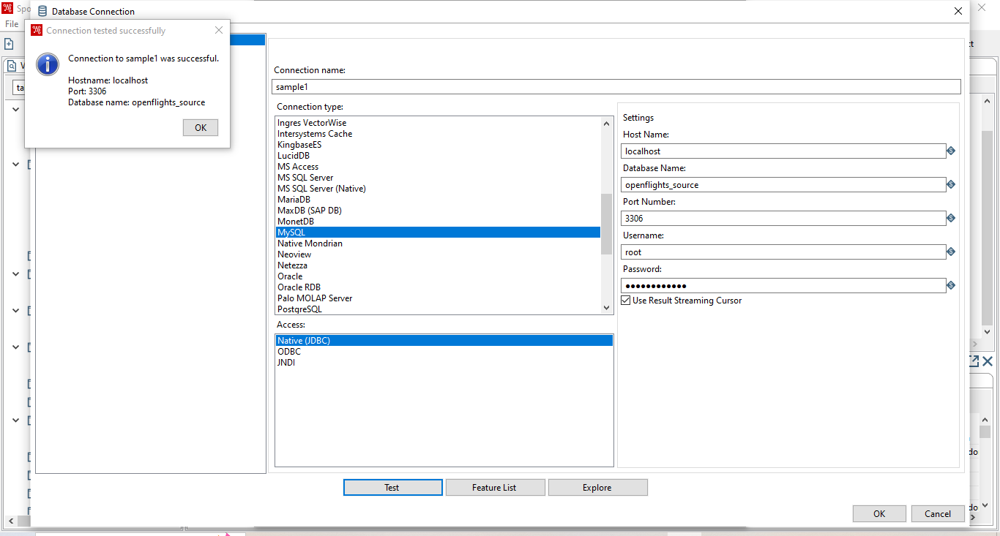 Spo
Database Connection
File
Connection tested successfully
Connection to sample1 was successful.
Hostname: localhost
Port: 3306
Database name: openflights_source
OK
ta
Connection name:
sample1
Connection type:
Ingres VectorWise
Intersystems Cache
KingbaseES
LucidDB
MS Access
MS SQL Server
MS SQL Server (Native)
MariaDB
MaxDB (SAP DB)
MonetDB
MySQL
Native Mondrian
Neoview
Netezza
Oracle
Oracle RDB
Palo MOLAP Server
PostgreSQL
Access:
Native (JDBC)
ODBC
JNDI
Settings
Host Name:
localhost
Database Name:
openflights_source
Port Number:
3306
Username:
root
Password:
●●●●●●●●●●●●
Use Result Streaming Cursor
Test
Feature List
Explore
OK
Cancel
ct
do
do